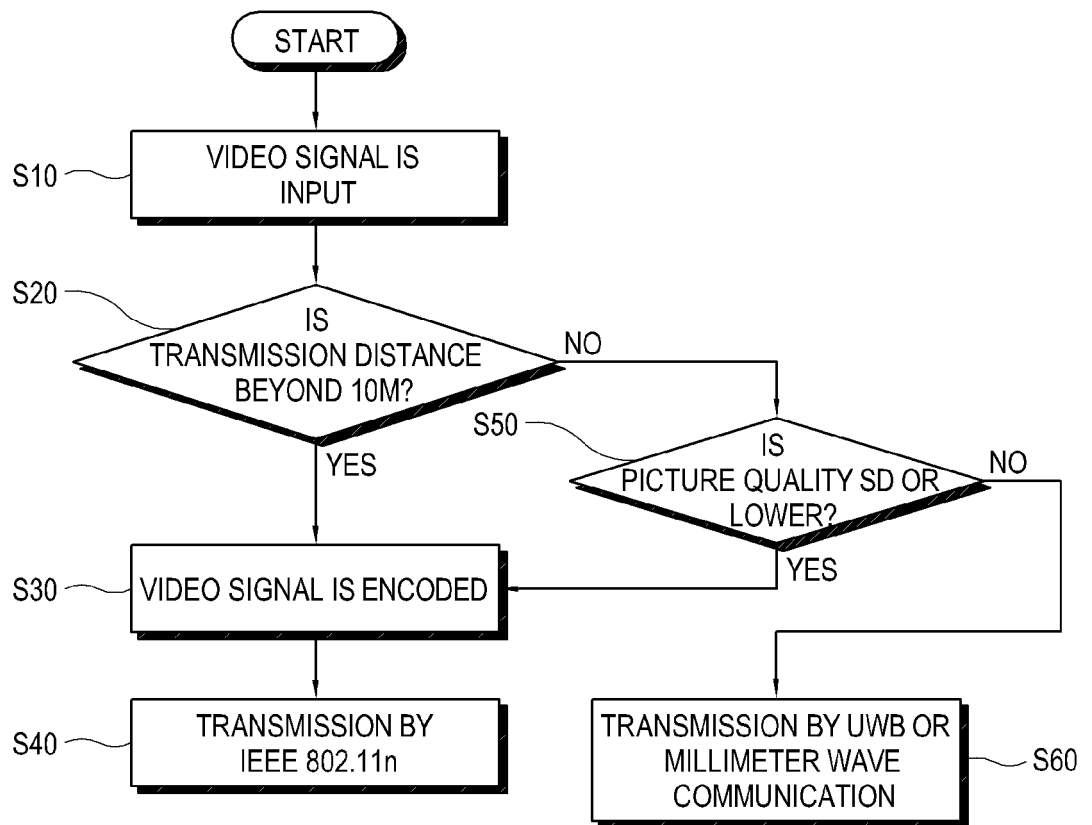 START
S10
VIDEO SIGNAL IS
INPUT
S20
IS
TRANSMISSION DISTANCE
BEYOND 10M?
NO
YES
S50
IS
PICTURE QUALITY SD OR
LOWER?
NO
YES
S30
VIDEO SIGNAL IS ENCODED
S40
TRANSMISSION BY
IEEE 802.11n
TRANSMISSION BY UWB OR
MILLIMETER WAVE
COMMUNICATION
S60